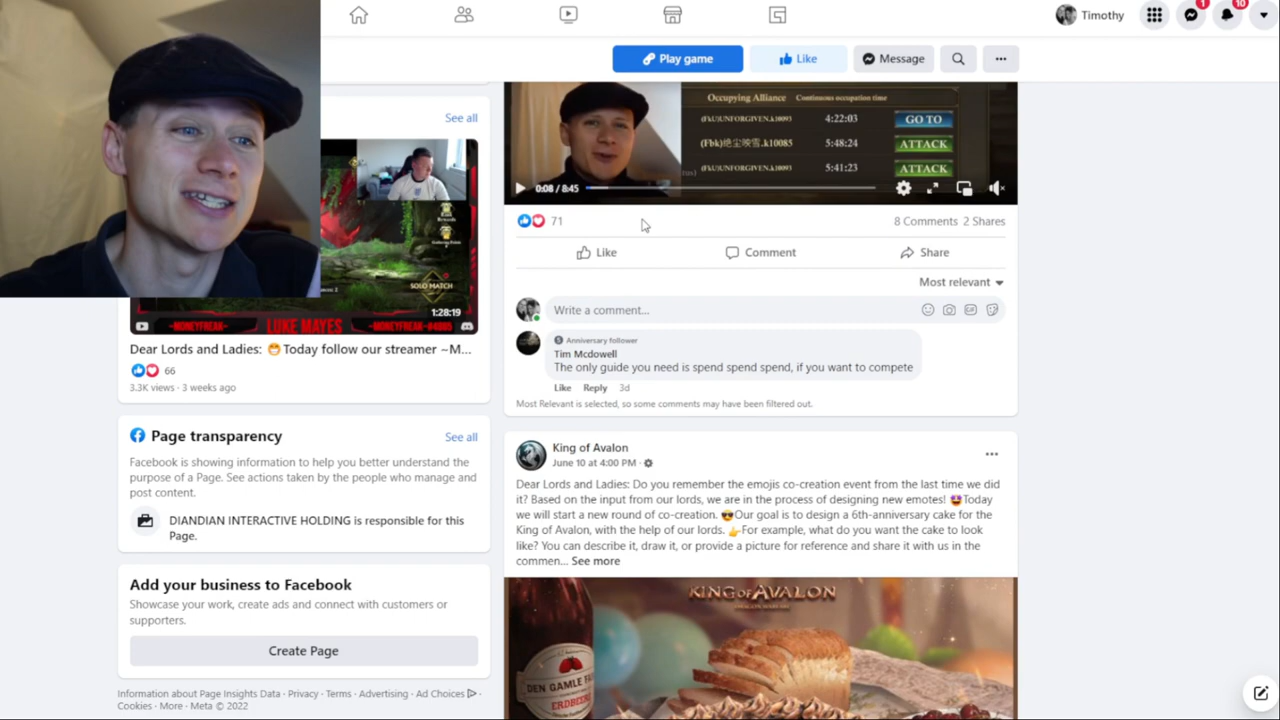 Timothy
1
10
Play game
Like
Message
See all
SOLO MATCH
1:28:19
~MONEYFREAK~
LUKE MAYES
Dear Lords and Ladies: 😁Today follow our streamer ~M...
66
3.3K views · 3 weeks ago
Page transparency
See all
Facebook is showing information to help you better understand the
purpose of a Page. See actions taken by the people who manage and
post content.
DIANDIAN INTERACTIVE HOLDING is responsible for this
Page.
Add your business to Facebook
Showcase your work, create ads and connect with customers or
supporters.
Create Page
Information about Page Insights Data · Privacy · Terms · Advertising · Ad Choices ·
Cookies · More · Meta © 2022
Occupying Alliance Continuous occupation time
4:22:03
GO TO
(Fbk)绝尘映雪.k10085
5:48:24
ATTACK
5:41:23
ATTACK
0:08 / 8:45
71
8 Comments 2 Shares
Like
Comment
Share
Most relevant
Write a comment...
GIF
Anniversary follower
Tim Mcdowell
The only guide you need is spend spend spend, if you want to compete
Like Reply 3d
Most Relevant is selected, so some comments may have been filtered out.
King of Avalon
June 10 at 4:00 PM ·
Dear Lords and Ladies: Do you remember the emojis co-creation event from the last time we did
it? Based on the input from our lords, we are in the process of designing new emotes! 🤩Today
we will start a new round of co-creation. 😎Our goal is to design a 6th-anniversary cake for the
King of Avalon, with the help of our lords. 👉For example, what do you want the cake to look
like? You can describe it, draw it, or provide a picture for reference and share it with us in the
commen... See more
KING OF AVALON
DEN GAMLE FA
ERDBEE